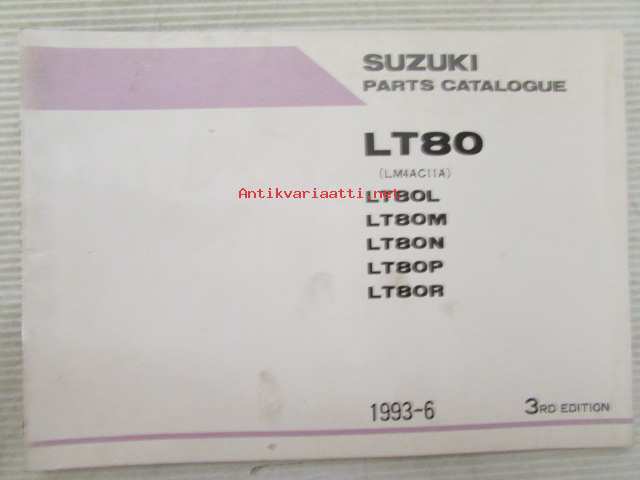 SUZUKI
PARTS CATALOGUE
LT80
(LM4AC11A)
Antikvariaatti.net
LT80L
LT80M
LT80N
LT80P
LT80R
1993-6
3RD EDITION